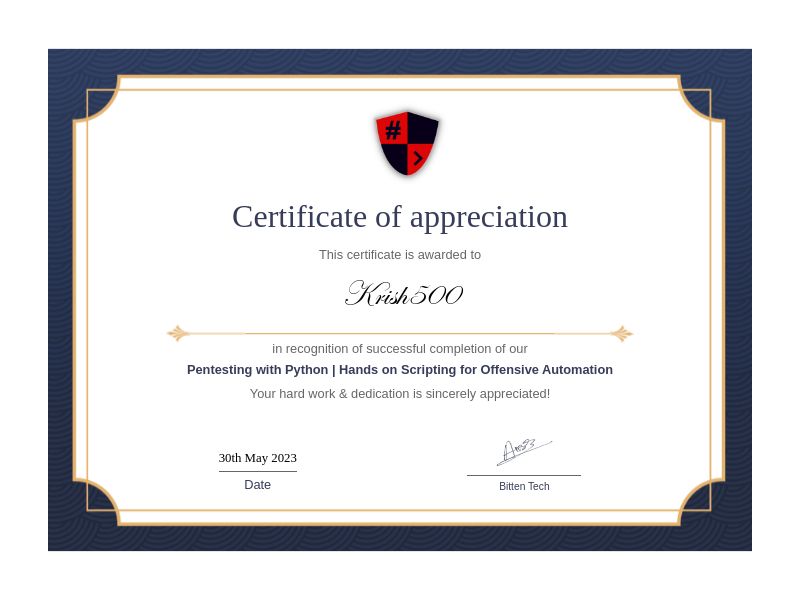 #
>
Certificate of appreciation
This certificate is awarded to
Krish500
in recognition of successful completion of our
Pentesting with Python | Hands on Scripting for Offensive Automation
Your hard work & dedication is sincerely appreciated!
30th May 2023
Date
Bitten Tech